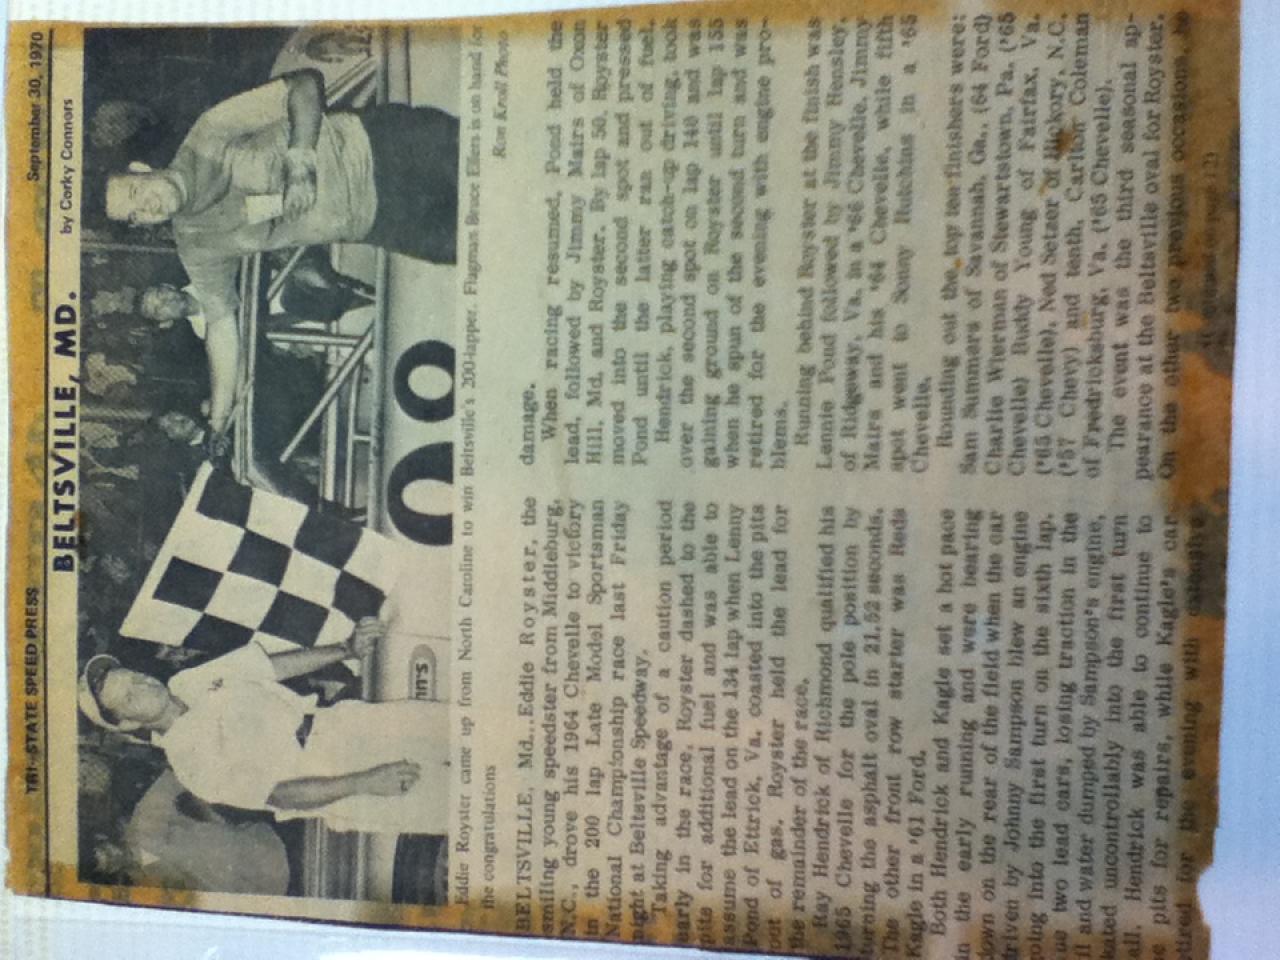 TRI-STATE SPEED PRESS
September 30, 1970
BELTSVILLE, MD. by Corky Connors
00
Eddie Royster came up from North Caroline to win Beltsville's 200-lapper. Flagman Bruce Ellers is on hand for
the congratulations
Ron Kroll Photo
BELTSVILLE, Md...Eddie Royster, the
smiling young speedster from Middleburg,
N.C., drove his 1964 Chevelle to victory
in the 200 lap Late Model Sportsman
National Championship race last Friday
night at Beltsville Speedway.
Taking advantage of a caution period
early in the race, Royster dashed to the
pits for additional fuel and was able to
assume the lead on the 134 lap when Lenny
Pond of Ettrick, Va. coasted into the pits
out of gas. Royster held the lead for
the remainder of the race.
Ray Hendrick of Richmond qualified his
1965 Chevelle for the pole position by
turning the asphalt oval in 21.52 seconds.
The other front row starter was Reds
Kagle in a '61 Ford.
Both Hendrick and Kagle set a hot pace
in the early running and were bearing
down on the rear of the field when the car
driven by Johnny Sampson blew an engine
going into the first turn on the sixth lap.
two lead cars, losing traction in the
and water dumped by Sampson's engine,
uncontrollably into the first turn
Hendrick was able to continue to
pits for repairs, while Kagle's car
retired for the evening with extensive
damage.
When racing resumed, Pond held the
lead, followed by Jimmy Mairs of Oxon
Hill, Md. and Royster. By lap 50, Royster
moved into the second spot and pressed
Pond until the latter ran out of fuel.
Hendrick, playing catch-up driving, took
over the second spot on lap 140 and was
gaining ground on Royster until lap 155
when he spun of the second turn and was
retired for the evening with engine pro-
blems.
Running behind Royster at the finish was
Lennie Pond followed by Jimmy Hensley,
of Ridgeway, Va. in a '66 Chevelle, Jimmy
Mairs and his '64 Chevelle, while fifth
spot went to Sonny Hutchins in a '65
Chevelle.
Rounding out the top ten finishers were:
Sam Summers of Savannah, Ga., (64 Ford)
Charlie Werman of Stewartstown, Pa. ('65
Chevelle) Buddy Young of Fairfax, Va.
('65 Chevelle), Ned Setzer of Hickory, N.C.
('57 Chevy) and tenth, Carlton Coleman
of Fredricksburg, Va. ('65 Chevelle).
The event was the third seasonal ap-
pearance at the Beltsville oval for Royster.
On the other two previous occasions, he